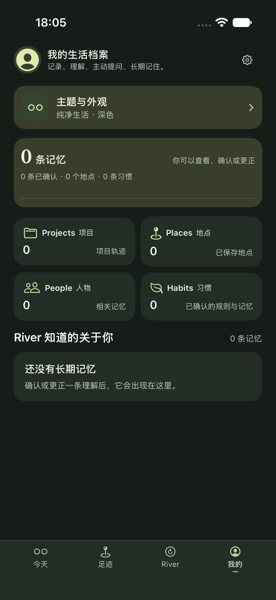 18:05
我的生活档案
记录、理解、主动提问、长期记住。
主题与外观
纯净生活 · 深色
0 条记忆
你可以查看、确认或更正
0 条已确认 · 0 个地点 · 0 条习惯
Projects 项目
0
项目轨迹
Places 地点
0
已保存地点
People 人物
0
相关记忆
Habits 习惯
0
已确认的规则与记忆
River 知道的关于你
0 条记忆
还没有长期记忆
确认或更正一条理解后，它会出现在这里。
今天
足迹
River
我的